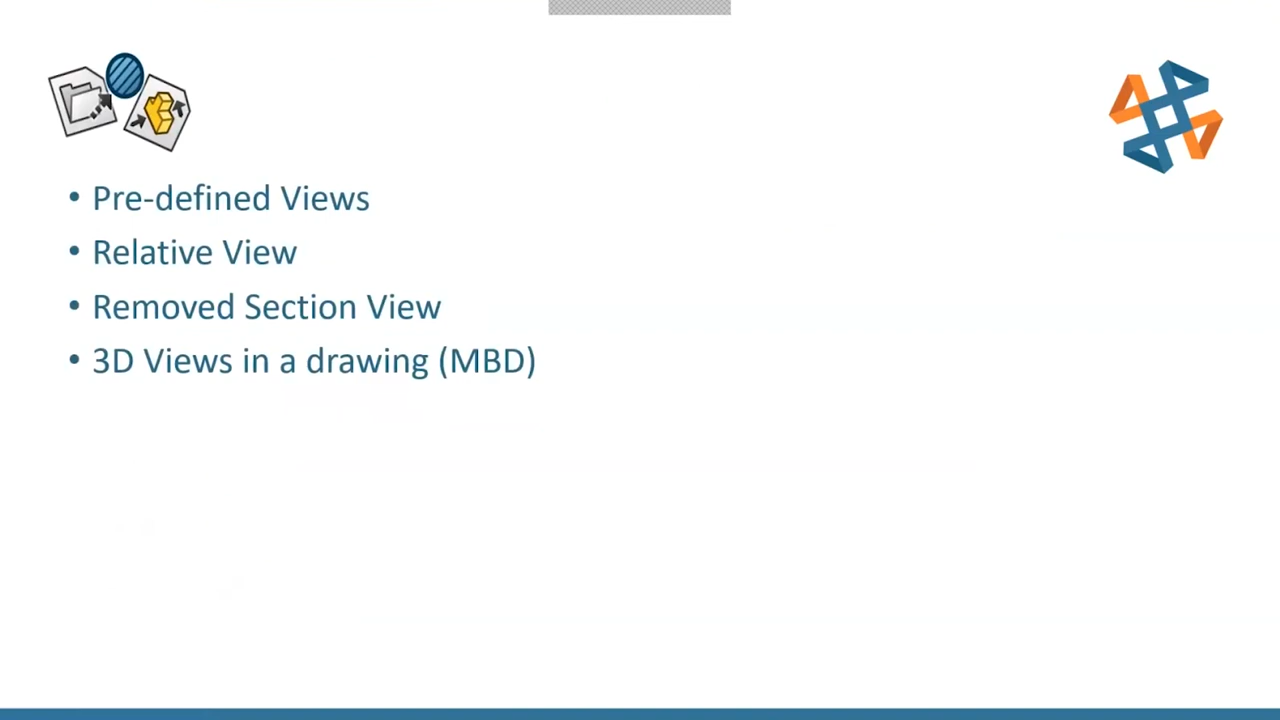 • Pre-defined Views
• Relative View
• Removed Section View
• 3D Views in a drawing (MBD)